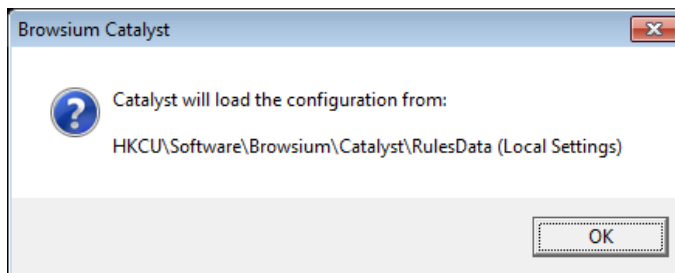 Browsium Catalyst
Catalyst will load the configuration from:
HKCU\Software\Browsium\Catalyst\RulesData (Local Settings)
OK